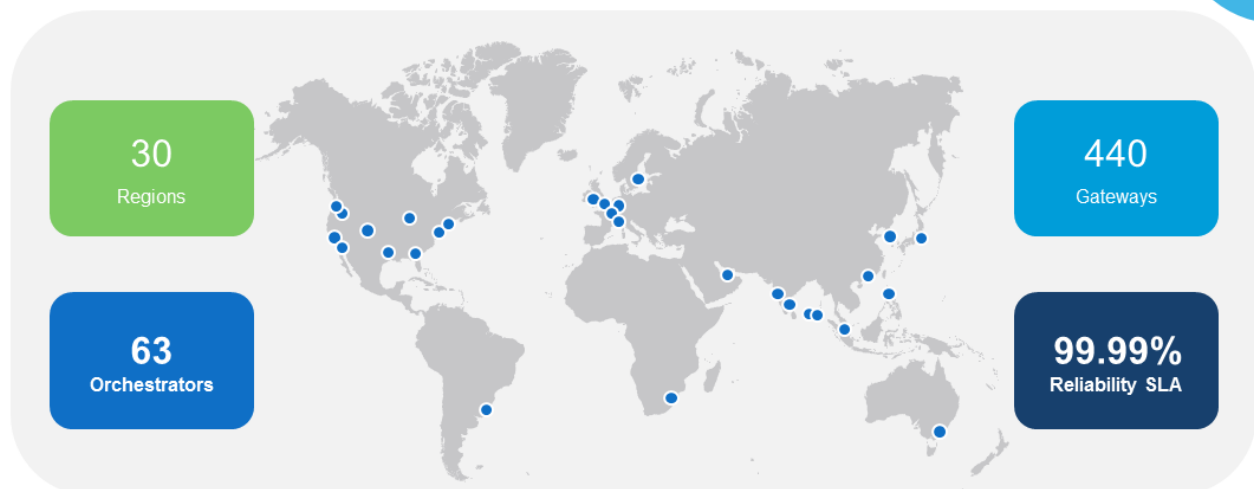 30
Regions
63
Orchestrators
440
Gateways
99.99%
Reliability SLA